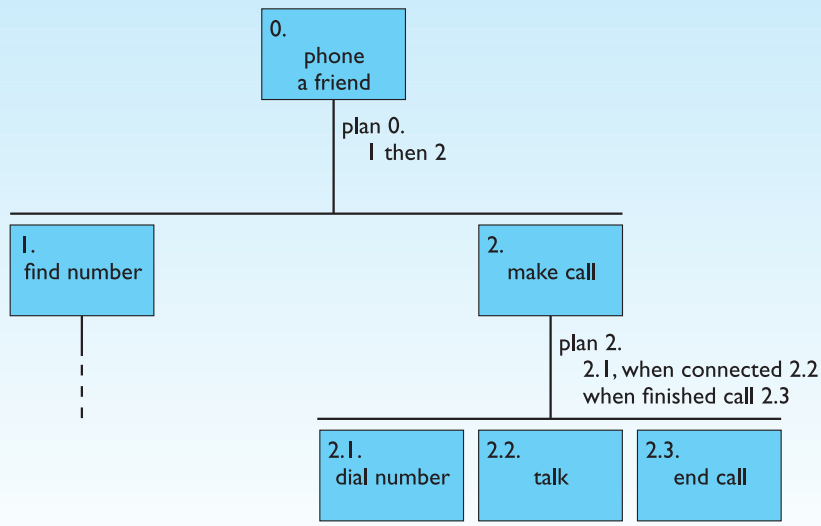 0.
phone
a friend
plan 0.
1 then 2
1.
find number
2.
make call
plan 2.
2.1, when connected 2.2
when finished call 2.3
2.1.
dial number
2.2.
talk
2.3.
end call